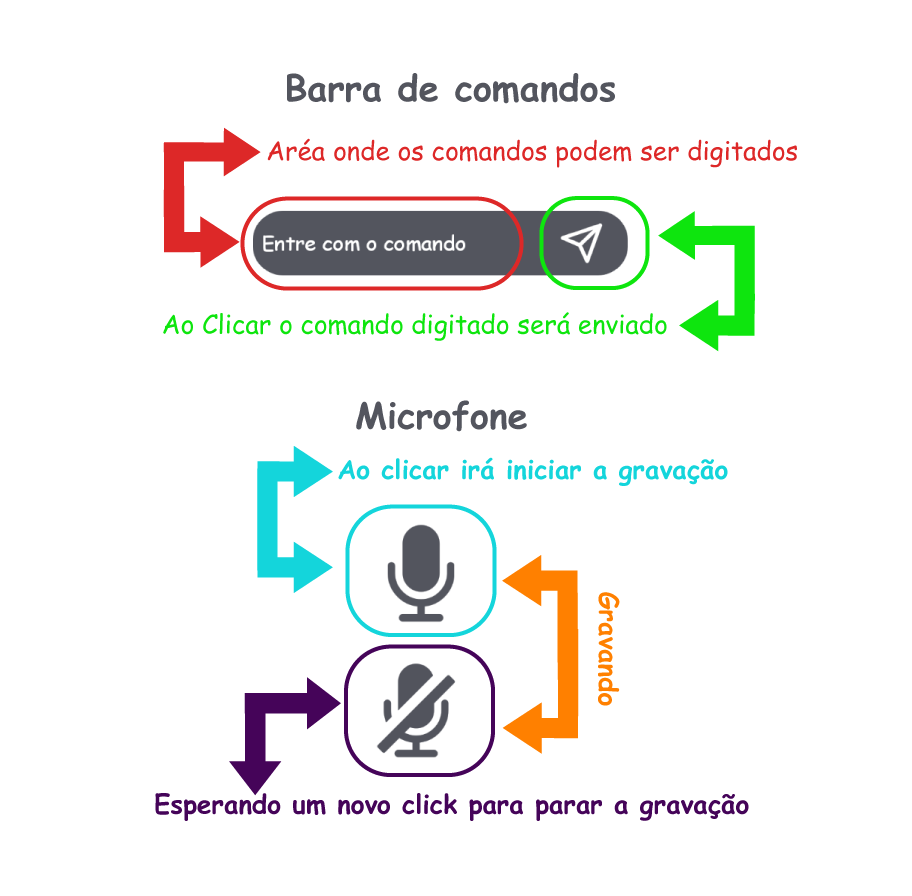 Barra de comandos
Aréa onde os comandos podem ser digitados
Entre com o comando
Ao Clicar o comando digitado será enviado
Microfone
Ao clicar irá iniciar a gravação
Gravando
Esperando um novo click para parar a gravação